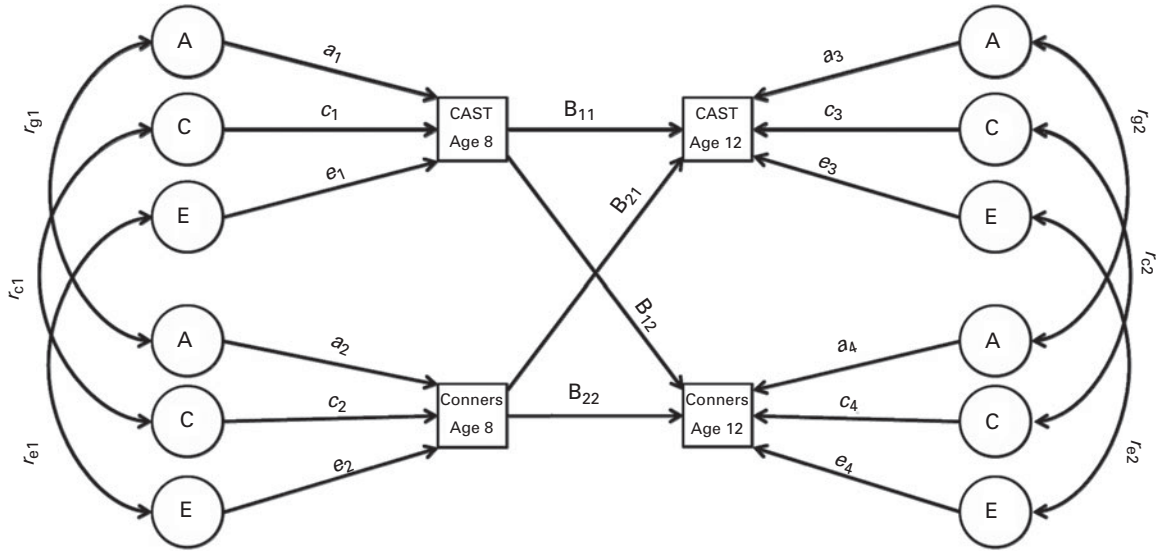 A
a1
a3
A
rg1
C
c1
CAST
Age 8
B11
CAST
Age 12
c3
C
rg2
E
e1
e3
E
B21
rc1
rc2
B12
A
a2
a4
A
C
c2
Conners
Age 8
B22
Conners
Age 12
c4
C
re1
re2
E
e2
e4
E